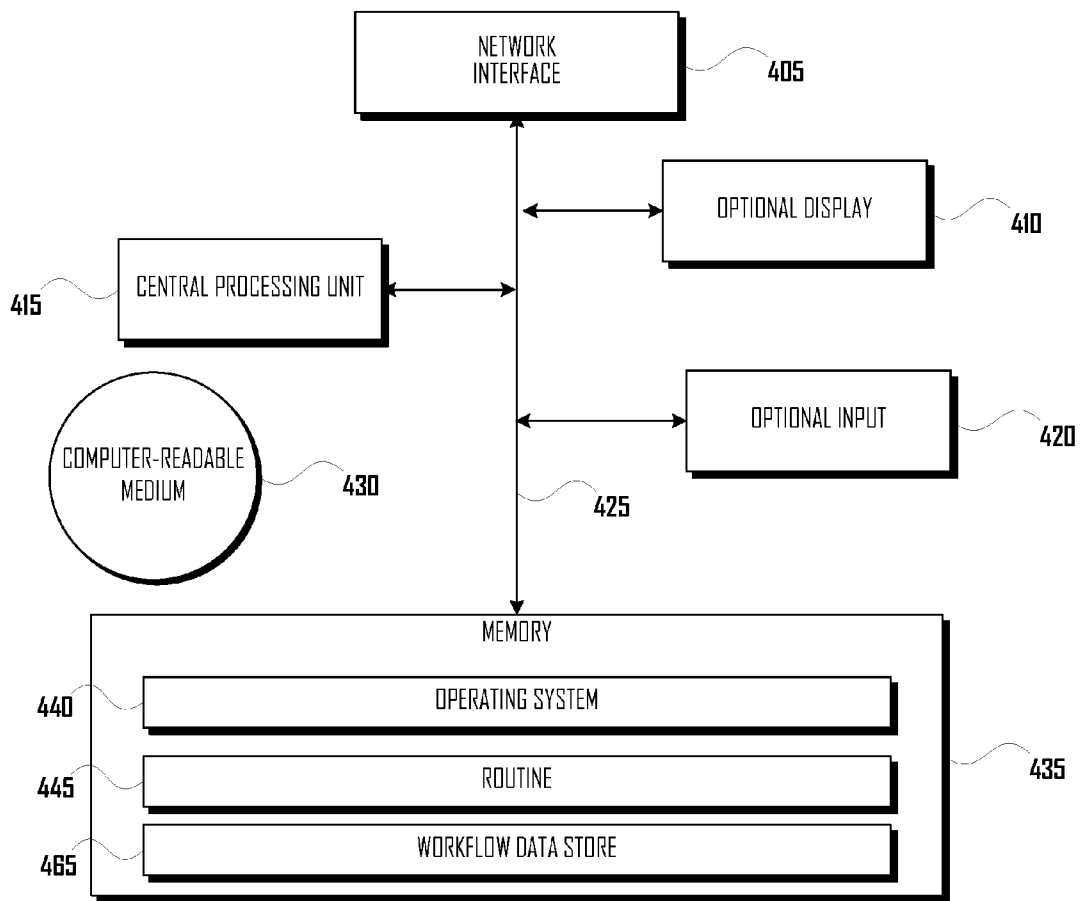 NETWORK
INTERFACE
405
OPTIONAL DISPLAY
410
CENTRAL PROCESSING UNIT
415
OPTIONAL INPUT
420
COMPUTER-READABLE
MEDIUM
430
425
MEMORY
440
OPERATING SYSTEM
445
ROUTINE
435
465
WORKFLOW DATA STORE